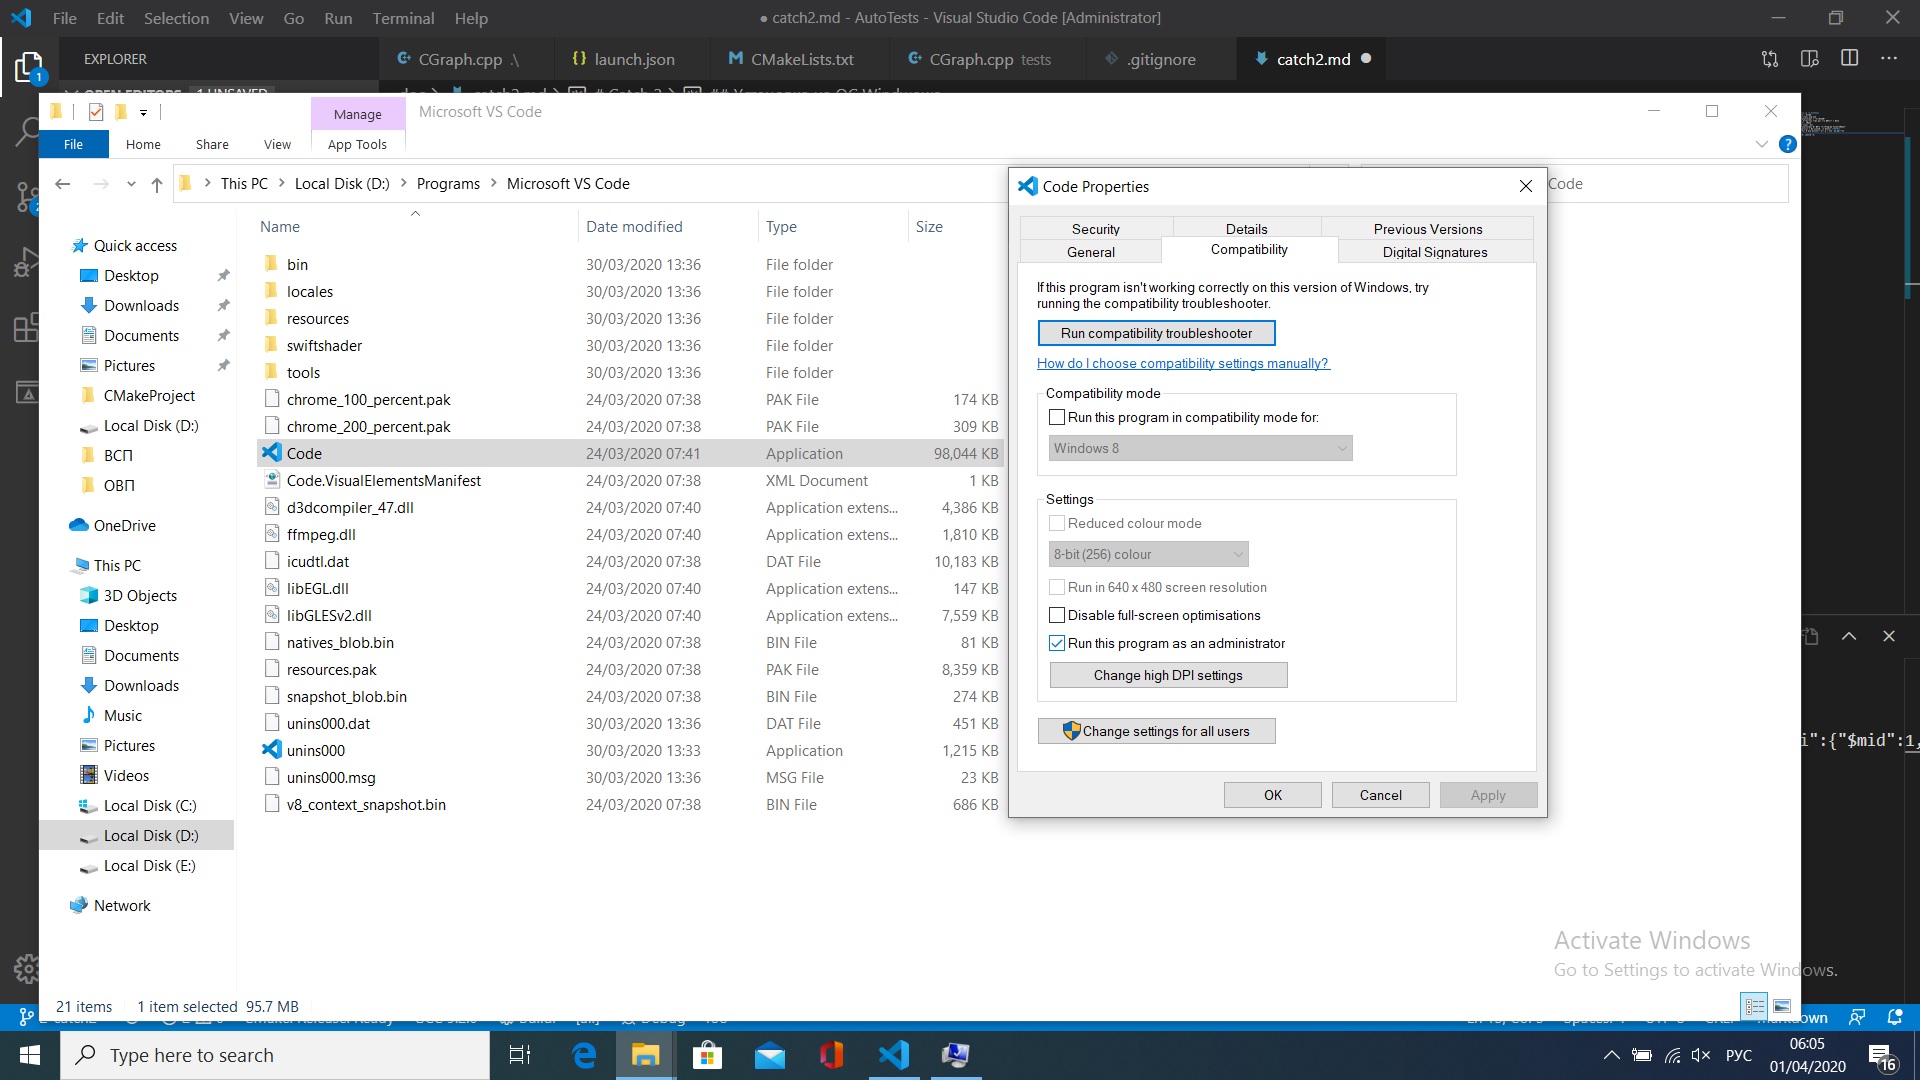 File Edit Selection View Go Run Terminal Help
● catch2.md - AutoTests - Visual Studio Code [Administrator]
1
EXPLORER
CGraph.cpp .\
launch.json
CMakeLists.txt
CGraph.cpp tests
.gitignore
catch2.md
Manage
Microsoft VS Code
File Home Share View App Tools
This PC > Local Disk (D:) > Programs > Microsoft VS Code
Code
Name Date modified Type Size
Quick access
Desktop
Downloads
Documents
Pictures
CMakeProject
Local Disk (D:)
ВСП
ОВП
OneDrive
This PC
3D Objects
Desktop
Documents
Downloads
Music
Pictures
Videos
Local Disk (C:)
Local Disk (D:)
Local Disk (E:)
Network
bin 30/03/2020 13:36 File folder
locales 30/03/2020 13:36 File folder
resources 30/03/2020 13:36 File folder
swiftshader 30/03/2020 13:36 File folder
tools 30/03/2020 13:36 File folder
chrome_100_percent.pak 24/03/2020 07:38 PAK File 174 KB
chrome_200_percent.pak 24/03/2020 07:38 PAK File 309 KB
Code 24/03/2020 07:41 Application 98,044 KB
Code.VisualElementsManifest 24/03/2020 07:38 XML Document 1 KB
d3dcompiler_47.dll 24/03/2020 07:40 Application extens... 4,386 KB
ffmpeg.dll 24/03/2020 07:40 Application extens... 1,810 KB
icudtl.dat 24/03/2020 07:38 DAT File 10,183 KB
libEGL.dll 24/03/2020 07:40 Application extens... 147 KB
libGLESv2.dll 24/03/2020 07:40 Application extens... 7,559 KB
natives_blob.bin 24/03/2020 07:38 BIN File 81 KB
resources.pak 24/03/2020 07:38 PAK File 8,359 KB
snapshot_blob.bin 24/03/2020 07:38 BIN File 274 KB
unins000.dat 30/03/2020 13:36 DAT File 451 KB
unins000 30/03/2020 13:33 Application 1,215 KB
unins000.msg 30/03/2020 13:36 MSG File 23 KB
v8_context_snapshot.bin 24/03/2020 07:38 BIN File 686 KB
Code Properties
Security Details Previous Versions
General Compatibility Digital Signatures
If this program isn't working correctly on this version of Windows, try
running the compatibility troubleshooter.
Run compatibility troubleshooter
How do I choose compatibility settings manually?
Compatibility mode
Run this program in compatibility mode for:
Windows 8
Settings
Reduced colour mode
8-bit (256) colour
Run in 640 x 480 screen resolution
Disable full-screen optimisations
Run this program as an administrator
Change high DPI settings
Change settings for all users
OK Cancel Apply
i":{"$mid":1,
Activate Windows
Go to Settings to activate Windows.
21 items 1 item selected 95.7 MB
Type here to search
РУС
06:05
01/04/2020
16